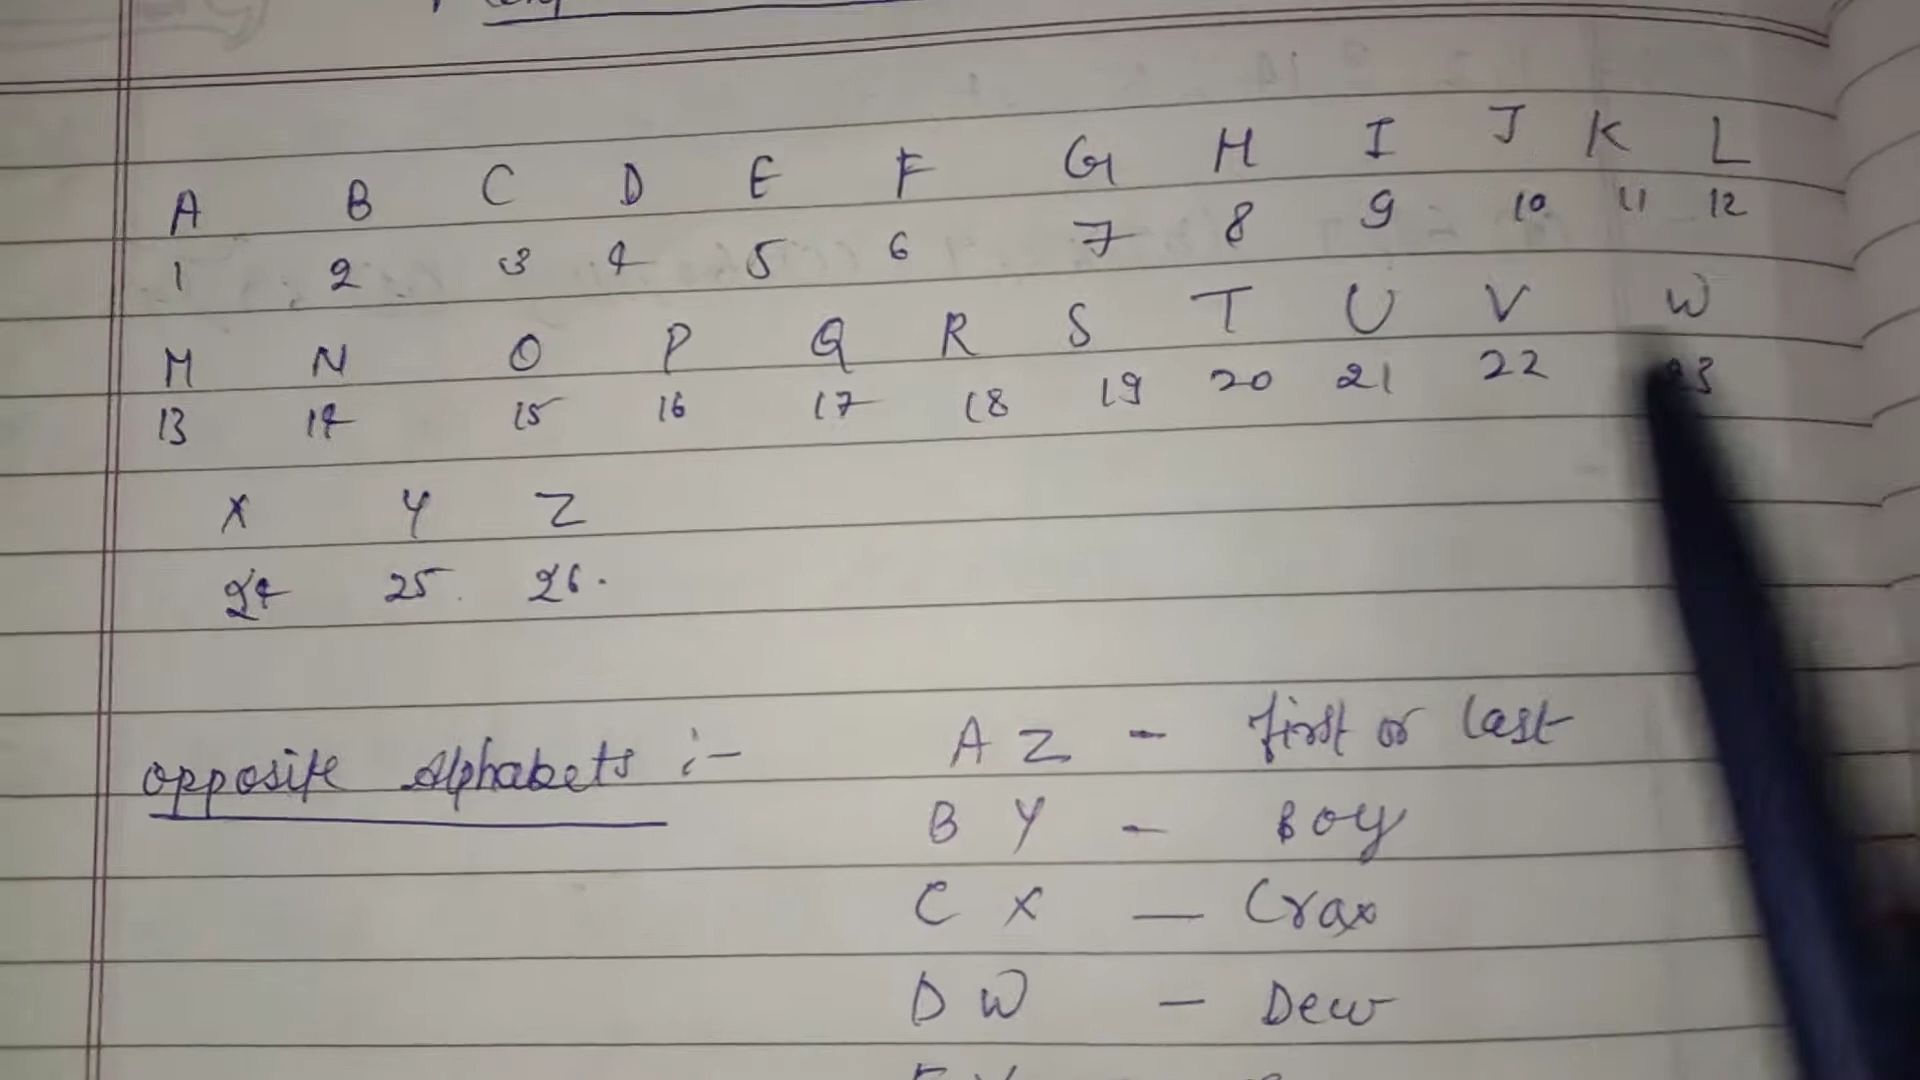 A B C D E F G H I J K L
1 2 3 4 5 6 7 8 9 10 11 12
M N O P Q R S T U V W
13 14 15 16 17 18 19 20 21 22 23
X Y Z
24 25 26.
opposite Alphabets :- A Z - first or last
B Y - Boy
C X - Crax
D W - Dew